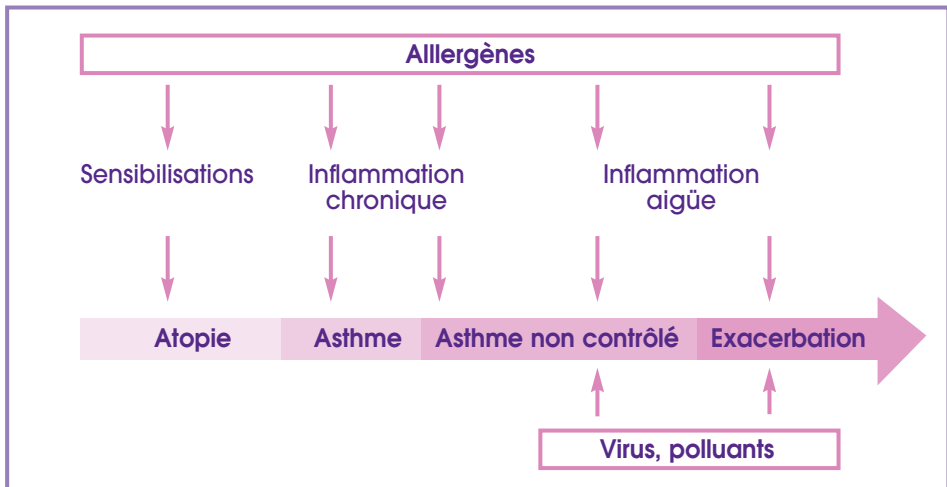 Alllergènes
Sensibilisations
Inflammation
chronique
Inflammation
aigüe
Atopie
Asthme
Asthme non contrôlé
Exacerbation
Virus, polluants